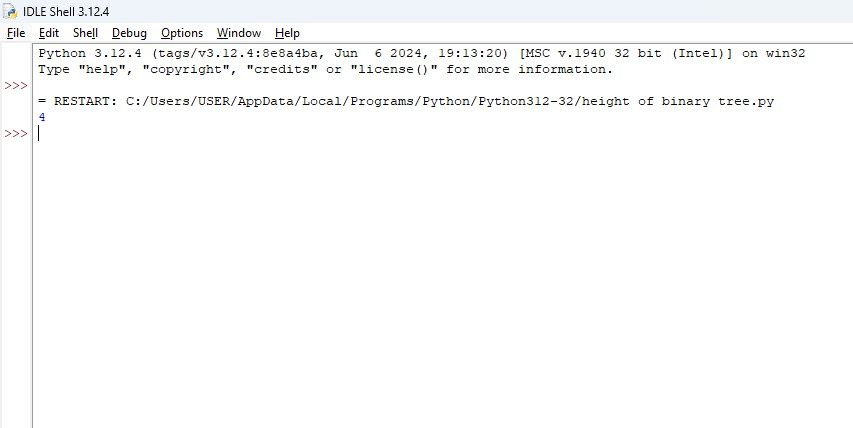 IDLE Shell 3.12.4
File Edit Shell Debug Options Window Help
Python 3.12.4 (tags/v3.12.4:8e8a4ba, Jun  6 2024, 19:13:20) [MSC v.1940 32 bit (Intel)] on win32
Type "help", "copyright", "credits" or "license()" for more information.
>>>
= RESTART: C:/Users/USER/AppData/Local/Programs/Python/Python312-32/height of binary tree.py
4
>>>